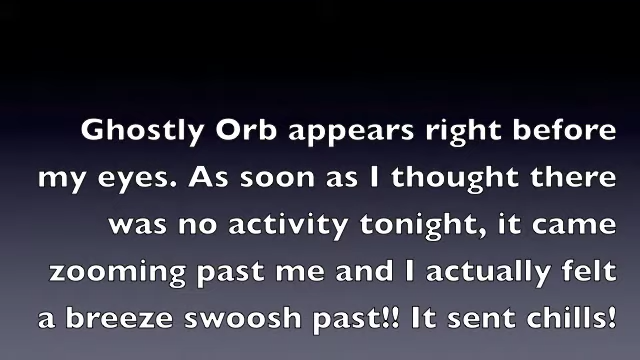 Ghostly Orb appears right before
my eyes. As soon as I thought there
was no activity tonight, it came
zooming past me and I actually felt
a breeze swoosh past!! It sent chills!